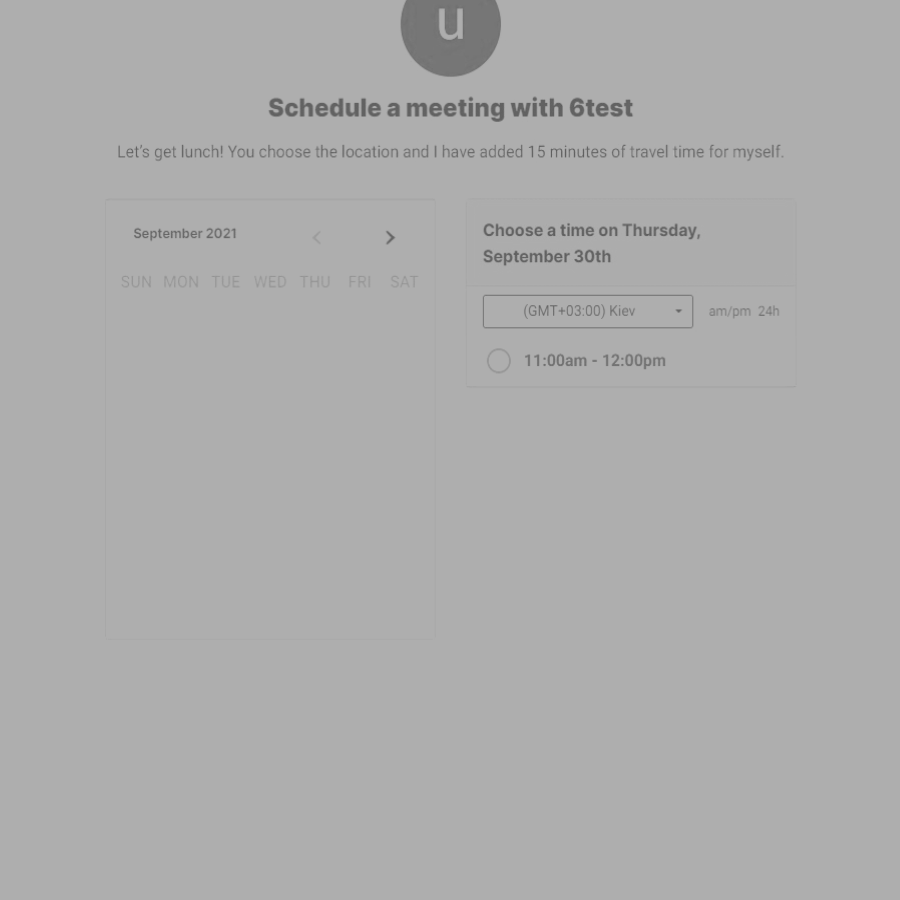 u
Schedule a meeting with 6test
Let's get lunch! You choose the location and I have added 15 minutes of travel time for myself.
September 2021
SUN MON TUE WED THU FRI SAT
Choose a time on Thursday,
September 30th
(GMT+03:00) Kiev
am/pm 24h
11:00am - 12:00pm